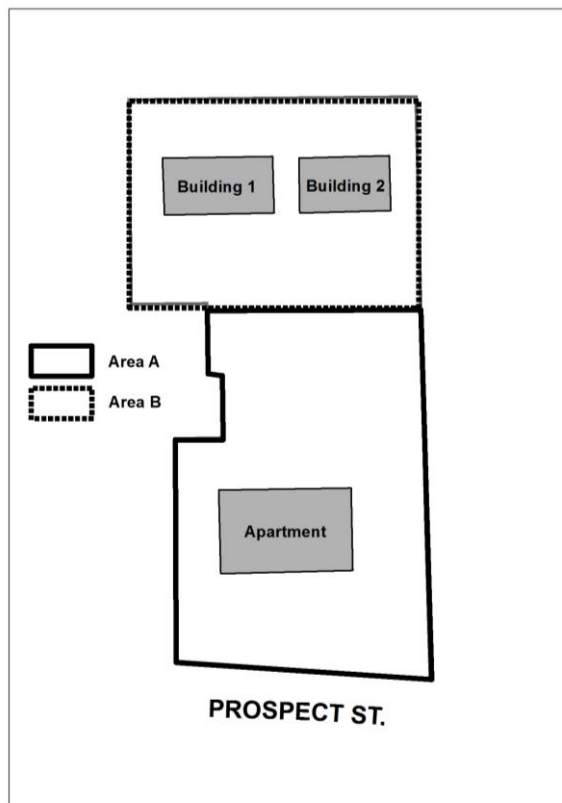 Building 1
Building 2
Area A
Area B
Apartment
PROSPECT ST.